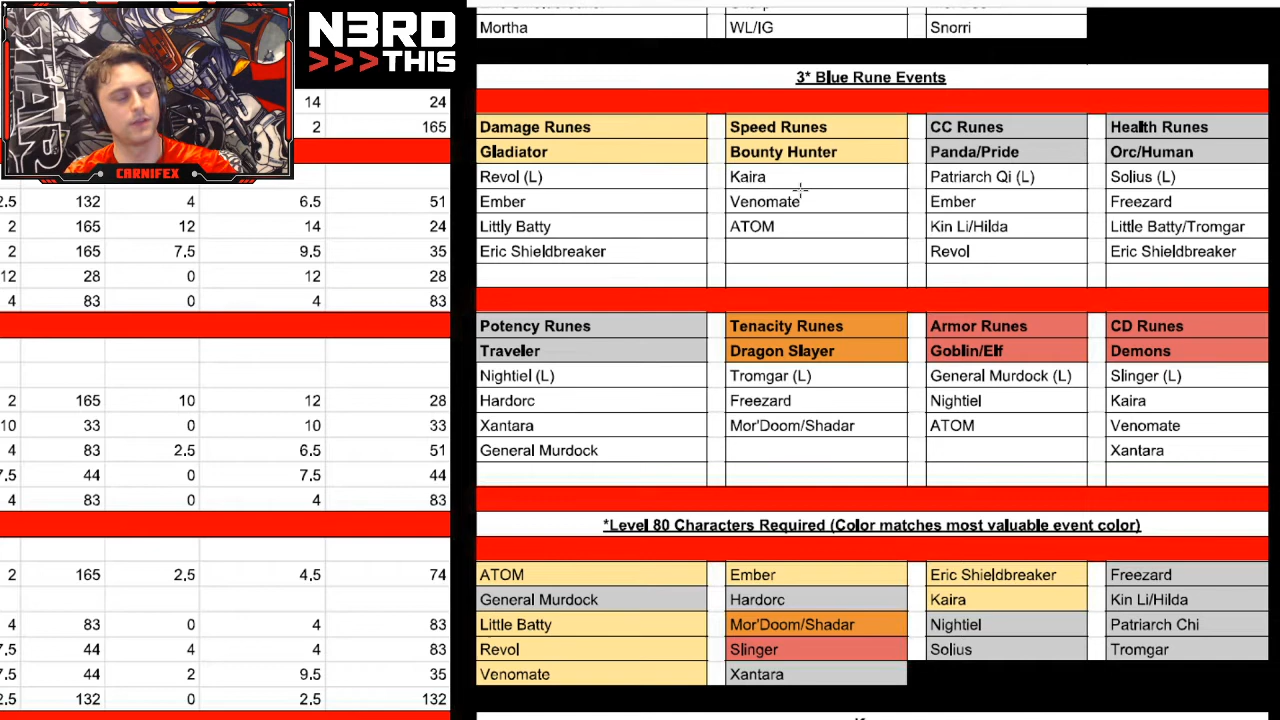 N3RD
>>>THIS
CARNIFEX
14 24
2 165
2.5 132 4 6.5 51
2 165 12 14 24
2 165 7.5 9.5 35
12 28 0 12 28
4 83 0 4 83
2 165 10 12 28
10 33 0 10 33
4 83 2.5 6.5 51
7.5 44 0 7.5 44
4 83 0 4 83
2 165 2.5 4.5 74
4 83 0 4 83
7.5 44 4 4 83
7.5 44 2 9.5 35
2.5 132 0 2.5 132
Mortha WL/IG Snorri
3* Blue Rune Events
Damage Runes Speed Runes CC Runes Health Runes
Gladiator Bounty Hunter Panda/Pride Orc/Human
Revol (L) Kaira Patriarch Qi (L) Solius (L)
Ember Venomate Ember Freezard
Littly Batty ATOM Kin Li/Hilda Little Batty/Tromgar
Eric Shieldbreaker Revol Eric Shieldbreaker
Potency Runes Tenacity Runes Armor Runes CD Runes
Traveler Dragon Slayer Goblin/Elf Demons
Nightiel (L) Tromgar (L) General Murdock (L) Slinger (L)
Hardorc Freezard Nightiel Kaira
Xantara Mor'Doom/Shadar ATOM Venomate
General Murdock Xantara
*Level 80 Characters Required (Color matches most valuable event color)
ATOM Ember Eric Shieldbreaker Freezard
General Murdock Hardorc Kaira Kin Li/Hilda
Little Batty Mor'Doom/Shadar Nightiel Patriarch Chi
Revol Slinger Solius Tromgar
Venomate Xantara